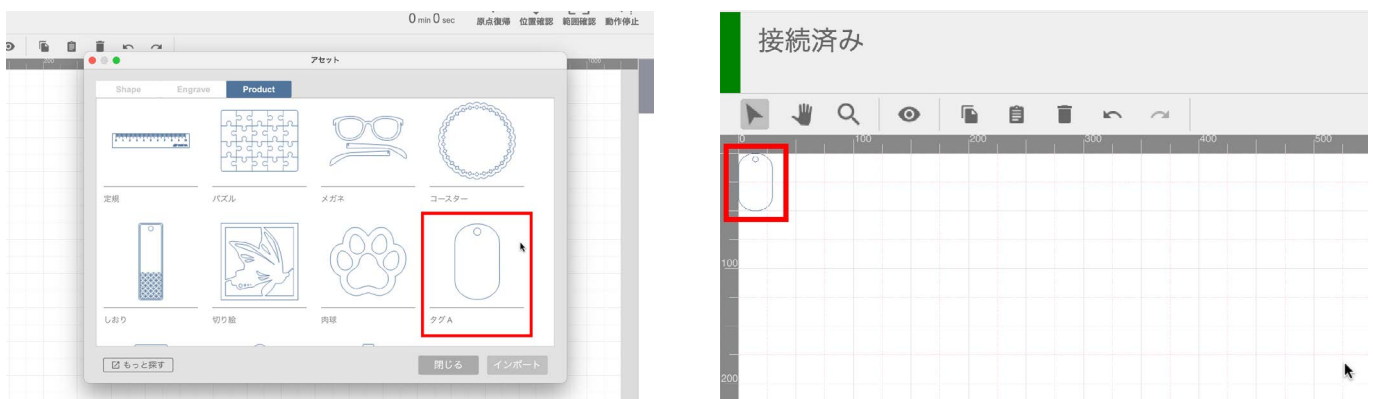 0 min 0 sec
原点復帰 位置確認 範囲確認 動作停止
200
1000
アセット
Shape Engrave Product
定規 パズル メガネ コースター
しおり 切り絵 肉球 タグ A
もっと探す 閉じる インポート
接続済み
0 100 200 300 400 500
100
200